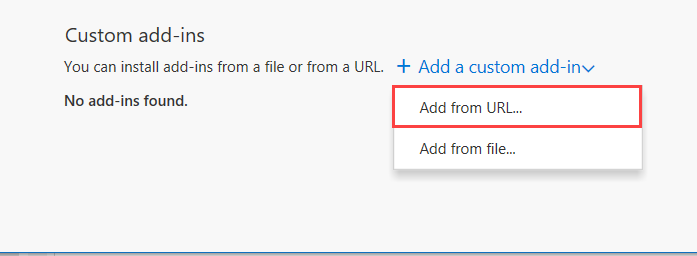 Custom add-ins
You can install add-ins from a file or from a URL. + Add a custom add-in
No add-ins found.
Add from URL...
Add from file...